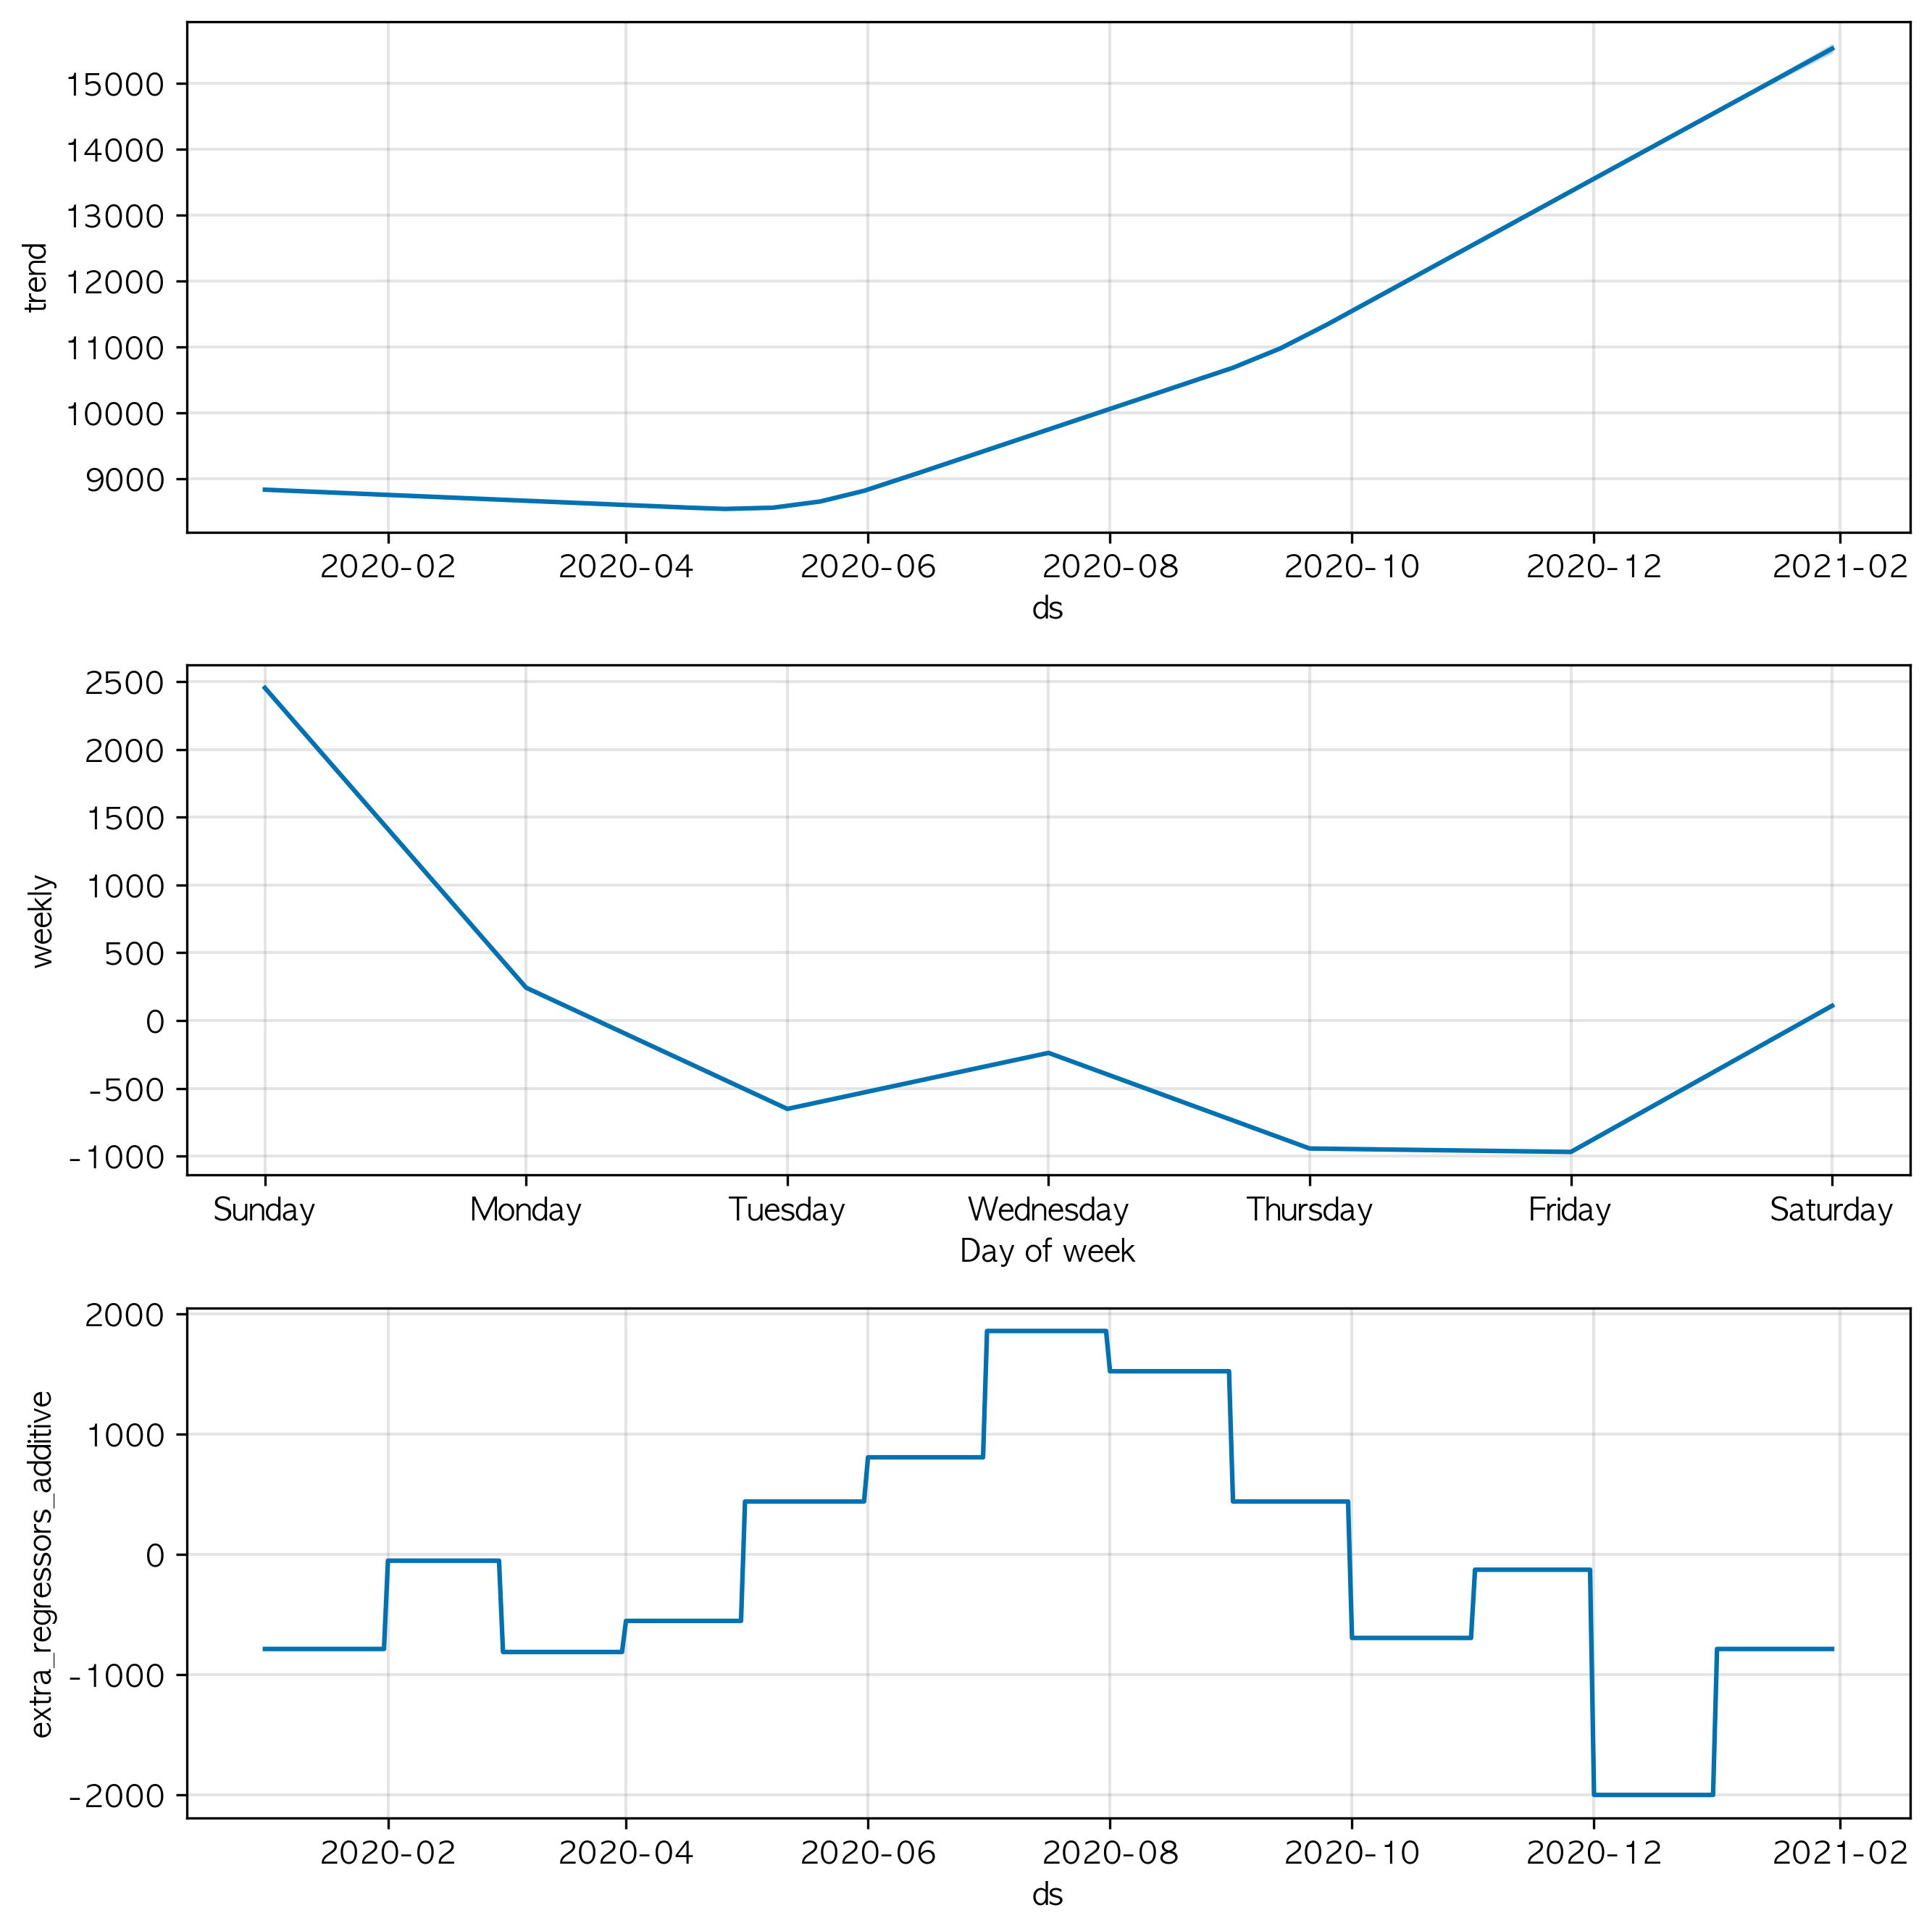 15000
14000
13000
12000
11000
10000
9000
trend
2020-02 2020-04 2020-06 2020-08 2020-10 2020-12 2021-02
ds
2500
2000
1500
1000
500
0
-500
-1000
weekly
Sunday Monday Tuesday Wednesday Thursday Friday Saturday
Day of week
2000
1000
0
-1000
-2000
extra_regressors_additive
2020-02 2020-04 2020-06 2020-08 2020-10 2020-12 2021-02
ds